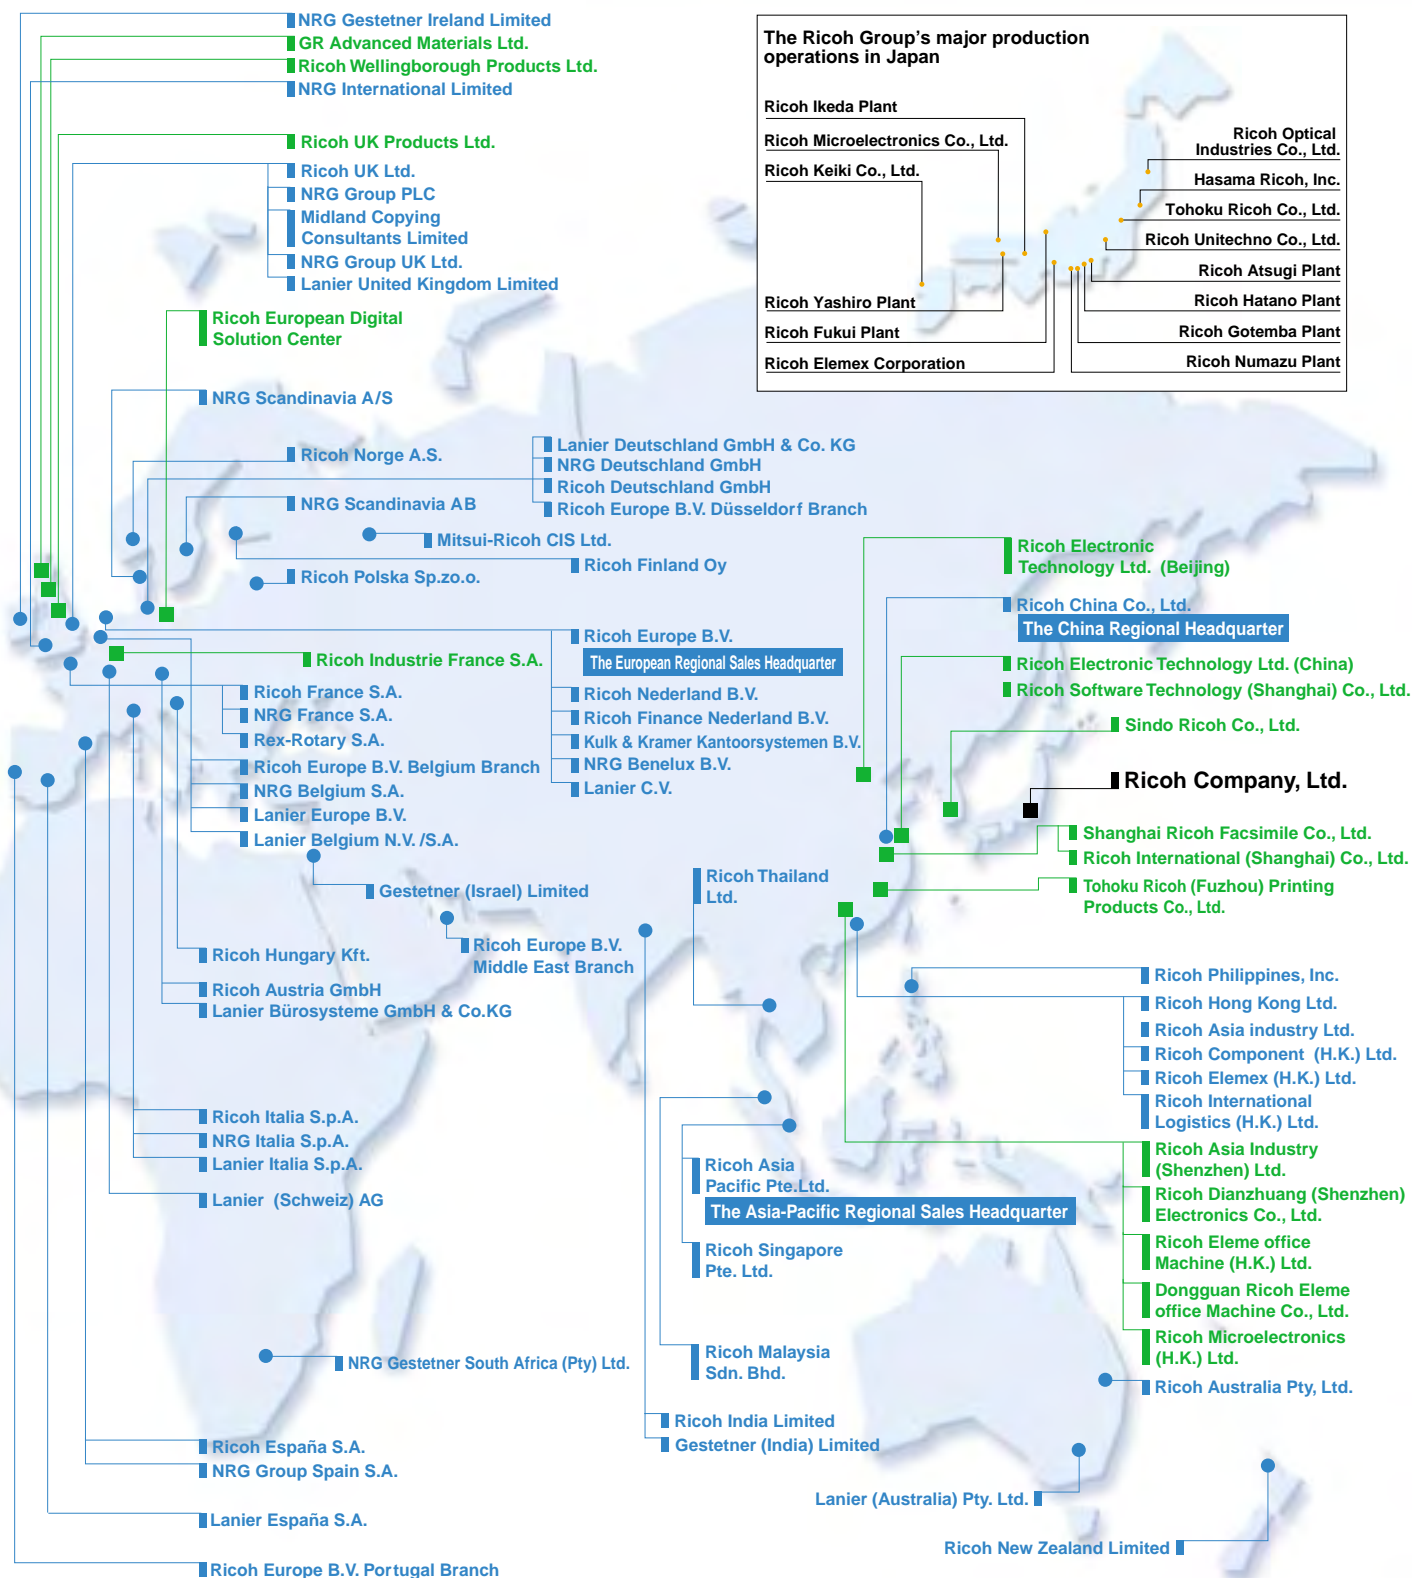 NRG Gestetner Ireland Limited
GR Advanced Materials Ltd.
Ricoh Wellingborough Products Ltd.
NRG International Limited
Ricoh UK Products Ltd.
Ricoh UK Ltd.
NRG Group PLC
Midland Copying
Consultants Limited
NRG Group UK Ltd.
Lanier United Kingdom Limited
Ricoh European Digital
Solution Center
NRG Scandinavia A/S
Ricoh Norge A.S.
NRG Scandinavia AB
Lanier Deutschland GmbH & Co. KG
NRG Deutschland GmbH
Ricoh Deutschland GmbH
Ricoh Europe B.V. Düsseldorf Branch
Mitsui-Ricoh CIS Ltd.
Ricoh Finland Oy
Ricoh Polska Sp.zo.o.
Ricoh Europe B.V.
The European Regional Sales Headquarter
Ricoh Nederland B.V.
Ricoh Finance Nederland B.V.
Kulk & Kramer Kantoorsystemen B.V.
NRG Benelux B.V.
Lanier C.V.
Ricoh Industrie France S.A.
Ricoh France S.A.
NRG France S.A.
Rex-Rotary S.A.
Ricoh Europe B.V. Belgium Branch
NRG Belgium S.A.
Lanier Europe B.V.
Lanier Belgium N.V. /S.A.
Gestetner (Israel) Limited
Ricoh Europe B.V.
Middle East Branch
Ricoh Hungary Kft.
Ricoh Austria GmbH
Lanier Bürosysteme GmbH & Co.KG
Ricoh Italia S.p.A.
NRG Italia S.p.A.
Lanier Italia S.p.A.
Lanier (Schweiz) AG
NRG Gestetner South Africa (Pty) Ltd.
Ricoh España S.A.
NRG Group Spain S.A.
Lanier España S.A.
Ricoh Europe B.V. Portugal Branch
The Ricoh Group's major production
operations in Japan
Ricoh Ikeda Plant
Ricoh Microelectronics Co., Ltd.
Ricoh Keiki Co., Ltd.
Ricoh Yashiro Plant
Ricoh Fukui Plant
Ricoh Elemex Corporation
Ricoh Optical
Industries Co., Ltd.
Hasama Ricoh, Inc.
Tohoku Ricoh Co., Ltd.
Ricoh Unitechno Co., Ltd.
Ricoh Atsugi Plant
Ricoh Hatano Plant
Ricoh Gotemba Plant
Ricoh Numazu Plant
Ricoh Electronic
Technology Ltd. (Beijing)
Ricoh China Co., Ltd.
The China Regional Headquarter
Ricoh Electronic Technology Ltd. (China)
Ricoh Software Technology (Shanghai) Co., Ltd.
Sindo Ricoh Co., Ltd.
Ricoh Company, Ltd.
Shanghai Ricoh Facsimile Co., Ltd.
Ricoh International (Shanghai) Co., Ltd.
Tohoku Ricoh (Fuzhou) Printing
Products Co., Ltd.
Ricoh Thailand
Ltd.
Ricoh Philippines, Inc.
Ricoh Hong Kong Ltd.
Ricoh Asia industry Ltd.
Ricoh Component (H.K.) Ltd.
Ricoh Elemex (H.K.) Ltd.
Ricoh International
Logistics (H.K.) Ltd.
Ricoh Asia Industry
(Shenzhen) Ltd.
Ricoh Dianzhuang (Shenzhen)
Electronics Co., Ltd.
Ricoh Eleme office
Machine (H.K.) Ltd.
Dongguan Ricoh Eleme
office Machine Co., Ltd.
Ricoh Microelectronics
(H.K.) Ltd.
Ricoh Asia
Pacific Pte.Ltd.
The Asia-Pacific Regional Sales Headquarter
Ricoh Singapore
Pte. Ltd.
Ricoh Malaysia
Sdn. Bhd.
Ricoh India Limited
Gestetner (India) Limited
Ricoh Australia Pty, Ltd.
Lanier (Australia) Pty. Ltd.
Ricoh New Zealand Limited